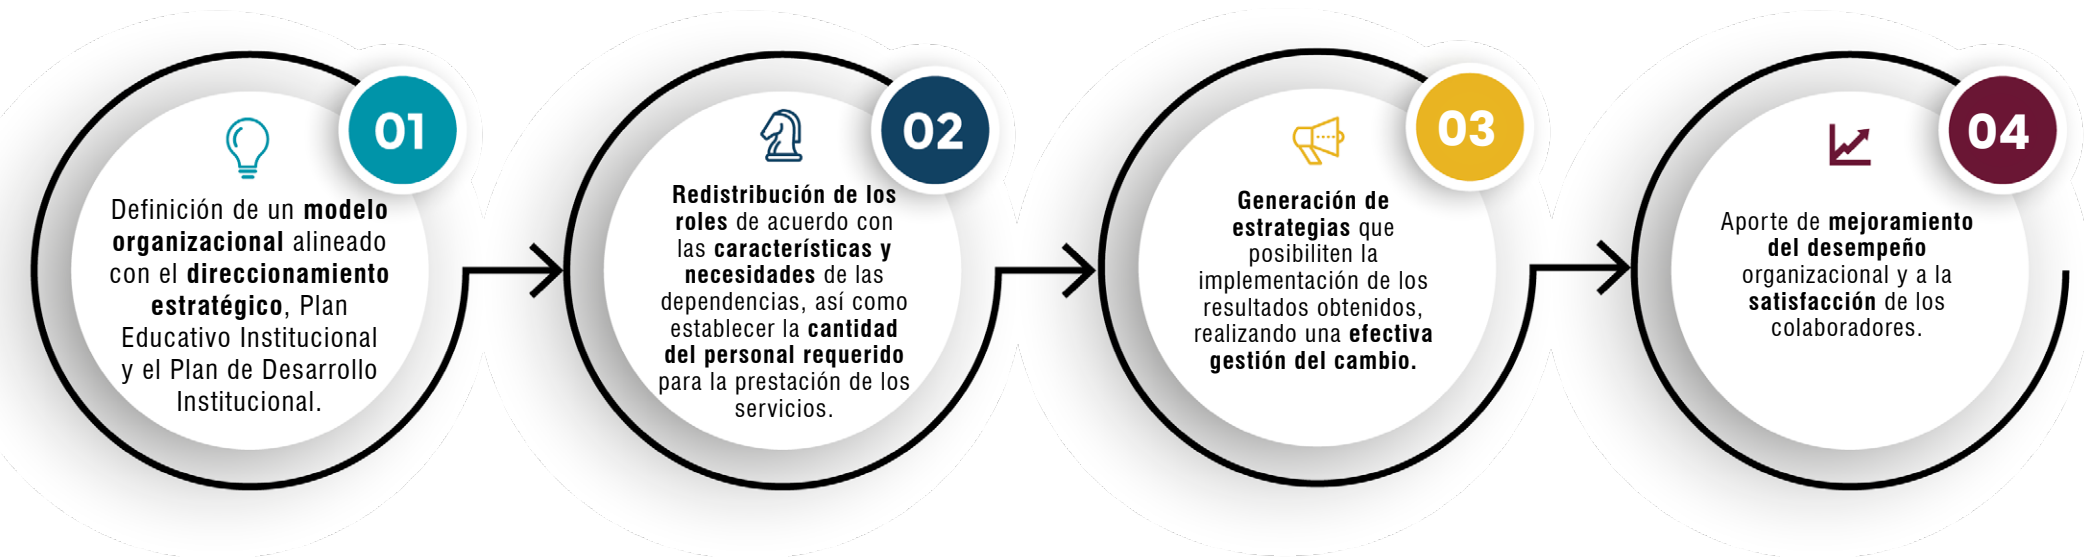 01
Definición de un modelo
organizacional alineado
con el direccionamiento
estratégico, Plan
Educativo Institucional
y el Plan de Desarrollo
Institucional.
02
Redistribución de los
roles de acuerdo con
las características y
necesidades de las
dependencias, así como
establecer la cantidad
del personal requerido
para la prestación de los
servicios.
03
Generación de
estrategias que
posibiliten la
implementación de los
resultados obtenidos,
realizando una efectiva
gestión del cambio.
04
Aporte de mejoramiento
del desempeño
organizacional y a la
satisfacción de los
colaboradores.